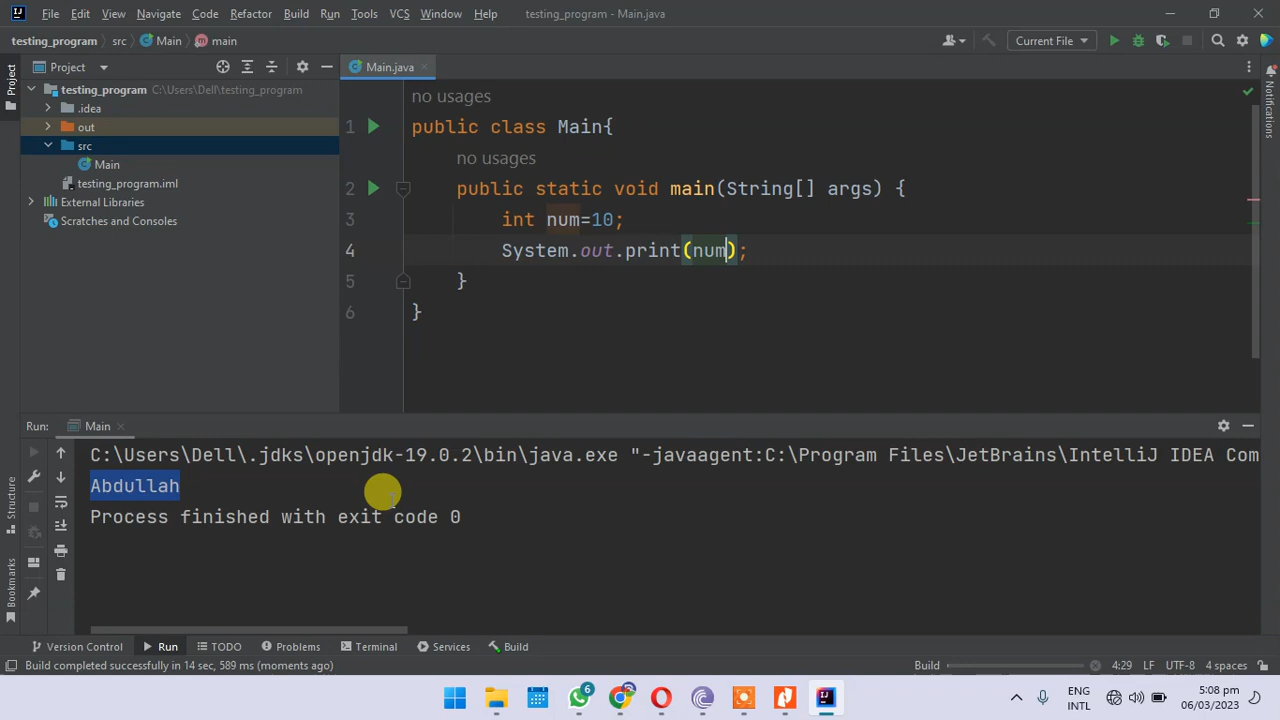 File Edit View Navigate Code Refactor Build Run Tools VCS Window Help testing_program - Main.java
testing_program src Main main Current File
Project Main.java
testing_program C:\Users\Dell\testing_program
.idea
out
src
Main
testing_program.iml
External Libraries
Scratches and Consoles
no usages
1 public class Main{
no usages
2 public static void main(String[] args) {
3 int num=10;
4 System.out.print(num);
5 }
6 }
Project
Structure
Bookmarks
Notifications
Run: Main
C:\Users\Dell\.jdks\openjdk-19.0.2\bin\java.exe "-javaagent:C:\Program Files\JetBrains\IntelliJ IDEA Com
Abdullah
Process finished with exit code 0
Version Control Run TODO Problems Terminal Services Build
Build completed successfully in 14 sec, 589 ms (moments ago) Build 4:29 LF UTF-8 4 spaces
6
ENG
INTL
5:08 pm
06/03/2023